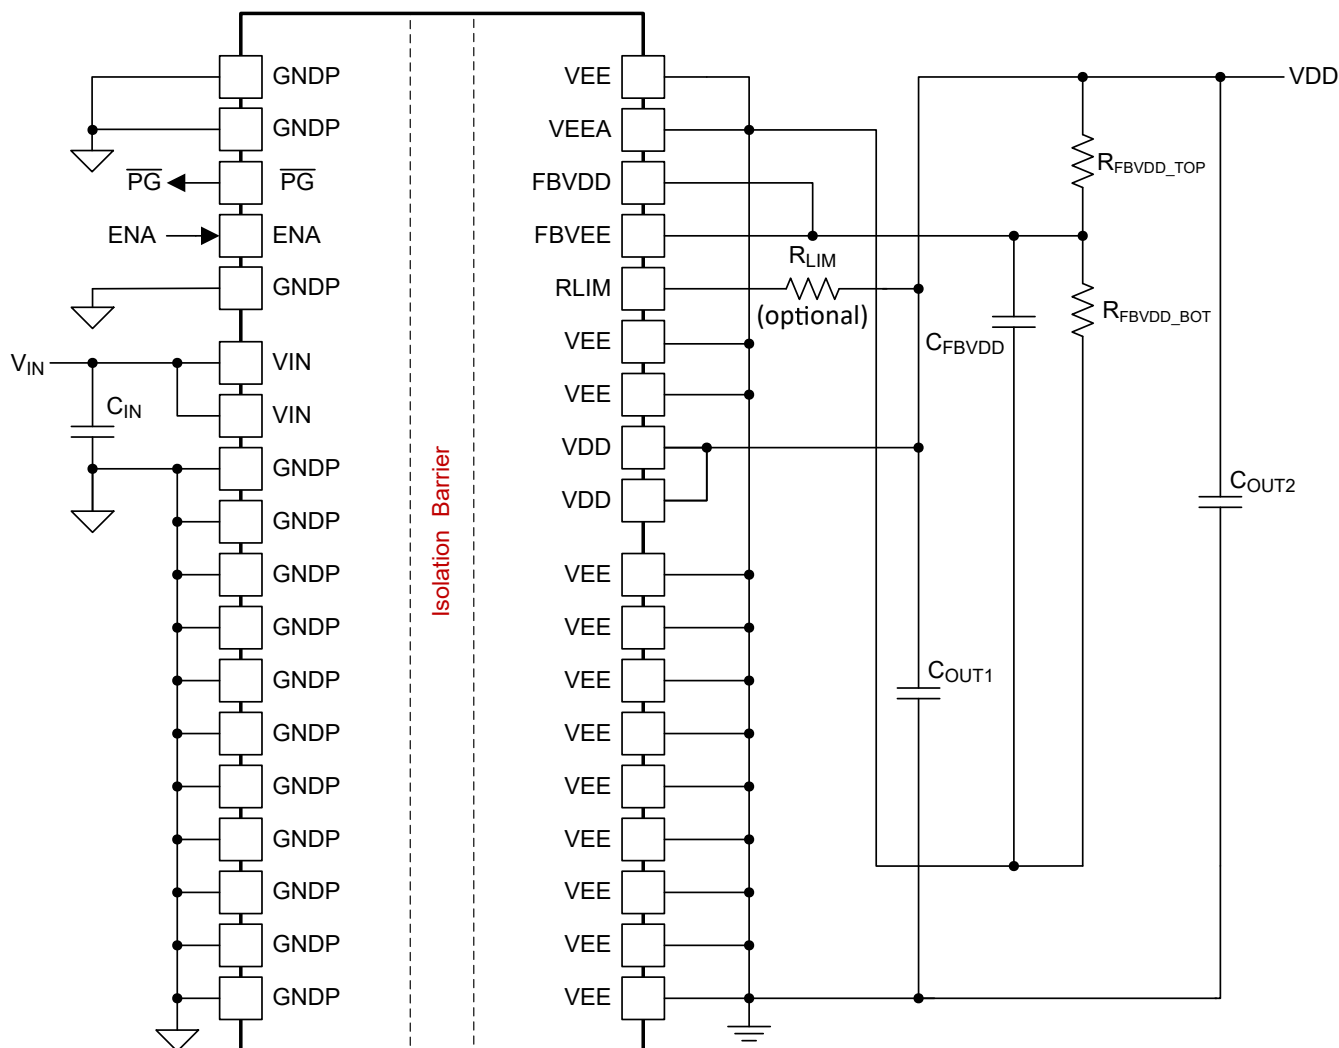 GNDP
GNDP
PG
PG
ENA
ENA
GNDP
VIN
VIN
CIN
VIN
GNDP
GNDP
GNDP
GNDP
GNDP
GNDP
GNDP
GNDP
GNDP
GNDP
GNDP
Isolation Barrier
VEE
VEEA
FBVDD
FBVEE
RLIM
VEE
VEE
VDD
VDD
VEE
VEE
VEE
VEE
VEE
VEE
VEE
VEE
VEE
RLIM
(optional)
VDD
RFBVDD_TOP
RFBVDD_BOT
CFBVDD
COUT2
COUT1